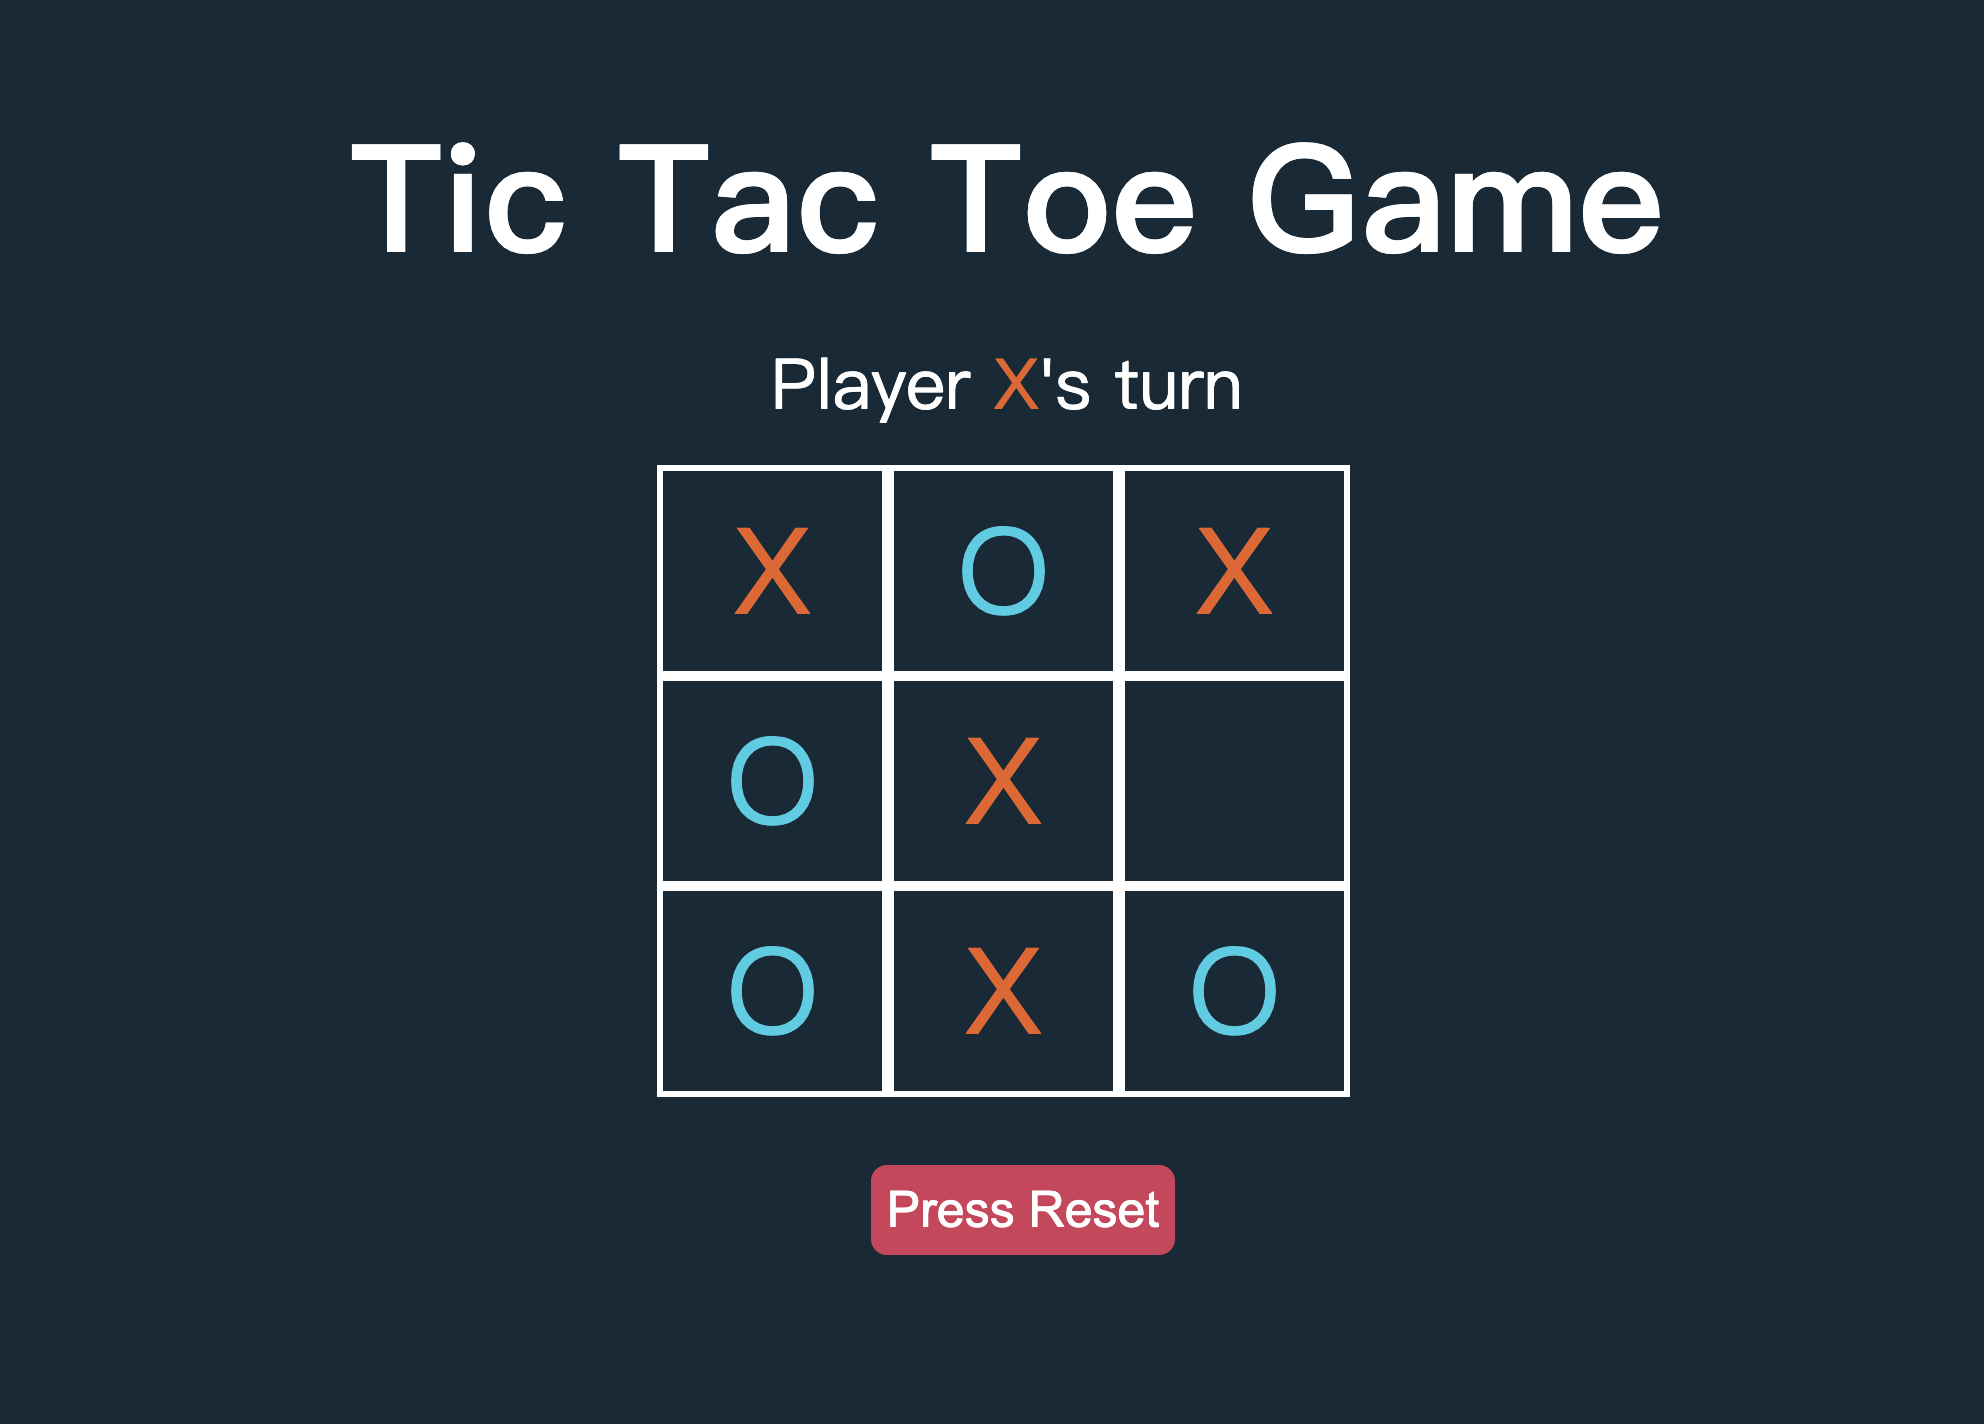 Tic Tac Toe Game
Player X's turn
X O X
O X
O X O
Press Reset